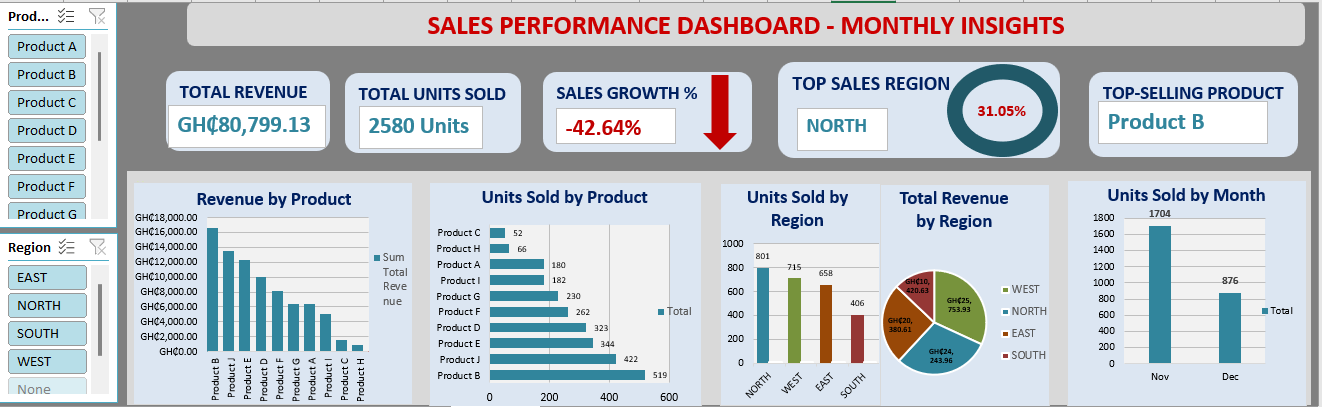 Prod...
Product A
Product B
Product C
Product D
Product E
Product F
Product G
Region
EAST
NORTH
SOUTH
WEST
None
SALES PERFORMANCE DASHBOARD - MONTHLY INSIGHTS
TOTAL REVENUE
GH₵80,799.13
TOTAL UNITS SOLD
2580 Units
SALES GROWTH %
-42.64%
TOP SALES REGION
NORTH
31.05%
TOP-SELLING PRODUCT
Product B
Revenue by Product
GH₵18,000.00
GH₵16,000.00
GH₵14,000.00
GH₵12,000.00
GH₵10,000.00
GH₵8,000.00
GH₵6,000.00
GH₵4,000.00
GH₵2,000.00
GH₵0.00
Product B
Product J
Product E
Product D
Product F
Product G
Product A
Product I
Product C
Product H
Sum
Total
Reve
nue
Units Sold by Product
Product C 52
Product H 66
Product A 180
Product I 182
Product G 230
Product F 262
Product D 323
Product E 344
Product J 422
Product B 519
0 200 400 600
Total
Units Sold by
Region
1000
800
600
400
200
0
801
715
658
406
NORTH
WEST
EAST
SOUTH
Total Revenue
by Region
GH₵10,
420.63
GH₵25,
753.93
GH₵20,
380.61
GH₵24,
243.96
WEST
NORTH
EAST
SOUTH
Units Sold by Month
1800
1600
1400
1200
1000
800
600
400
200
0
1704
876
Nov Dec
Total